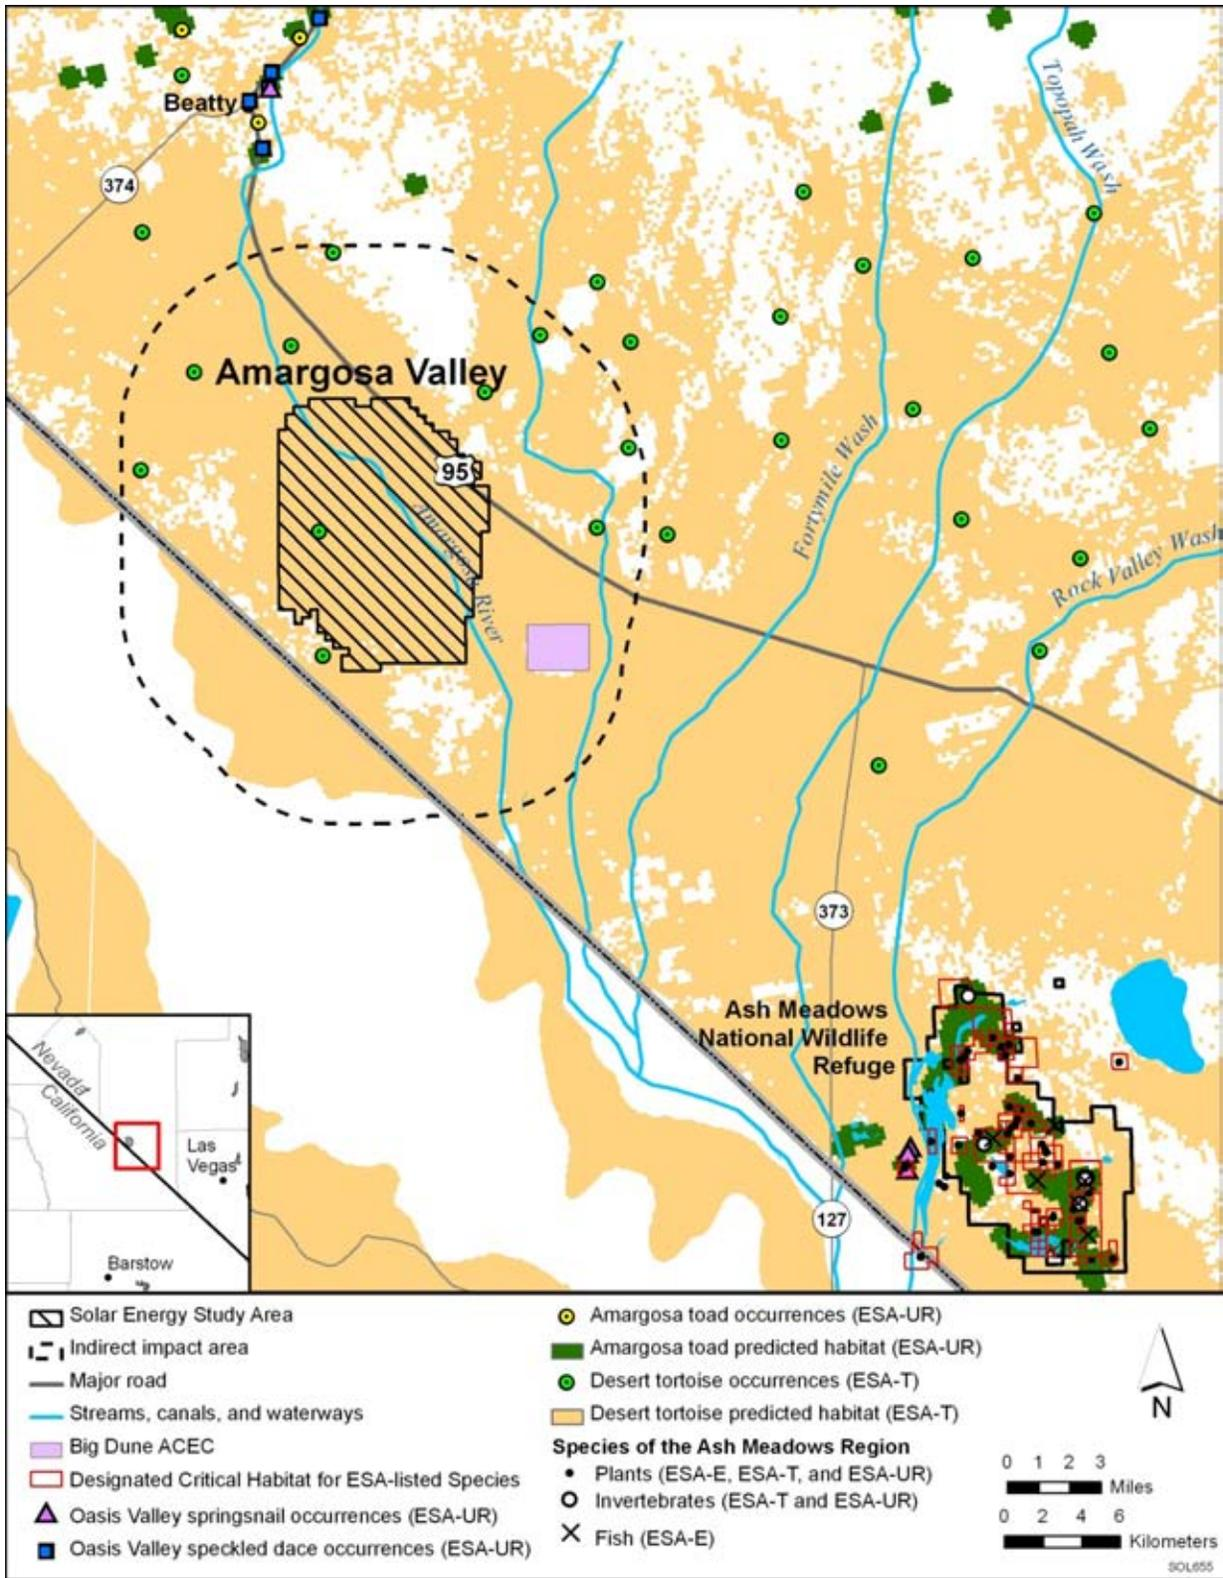 Beatty
374
Topopah Wash
Amargosa Valley
95
Amargosa River
Fortymile Wash
Rock Valley Wash
373
Ash Meadows
National Wildlife
Refuge
127
Nevada
California
Las
Vegas
Barstow
Solar Energy Study Area
Indirect impact area
Major road
Streams, canals, and waterways
Big Dune ACEC
Designated Critical Habitat for ESA-listed Species
Oasis Valley springsnail occurrences (ESA-UR)
Oasis Valley speckled dace occurrences (ESA-UR)
Amargosa toad occurrences (ESA-UR)
Amargosa toad predicted habitat (ESA-UR)
Desert tortoise occurrences (ESA-T)
Desert tortoise predicted habitat (ESA-T)
Species of the Ash Meadows Region
Plants (ESA-E, ESA-T, and ESA-UR)
Invertebrates (ESA-T and ESA-UR)
Fish (ESA-E)
N
0 1 2 3
Miles
0 2 4 6
Kilometers
SOL655